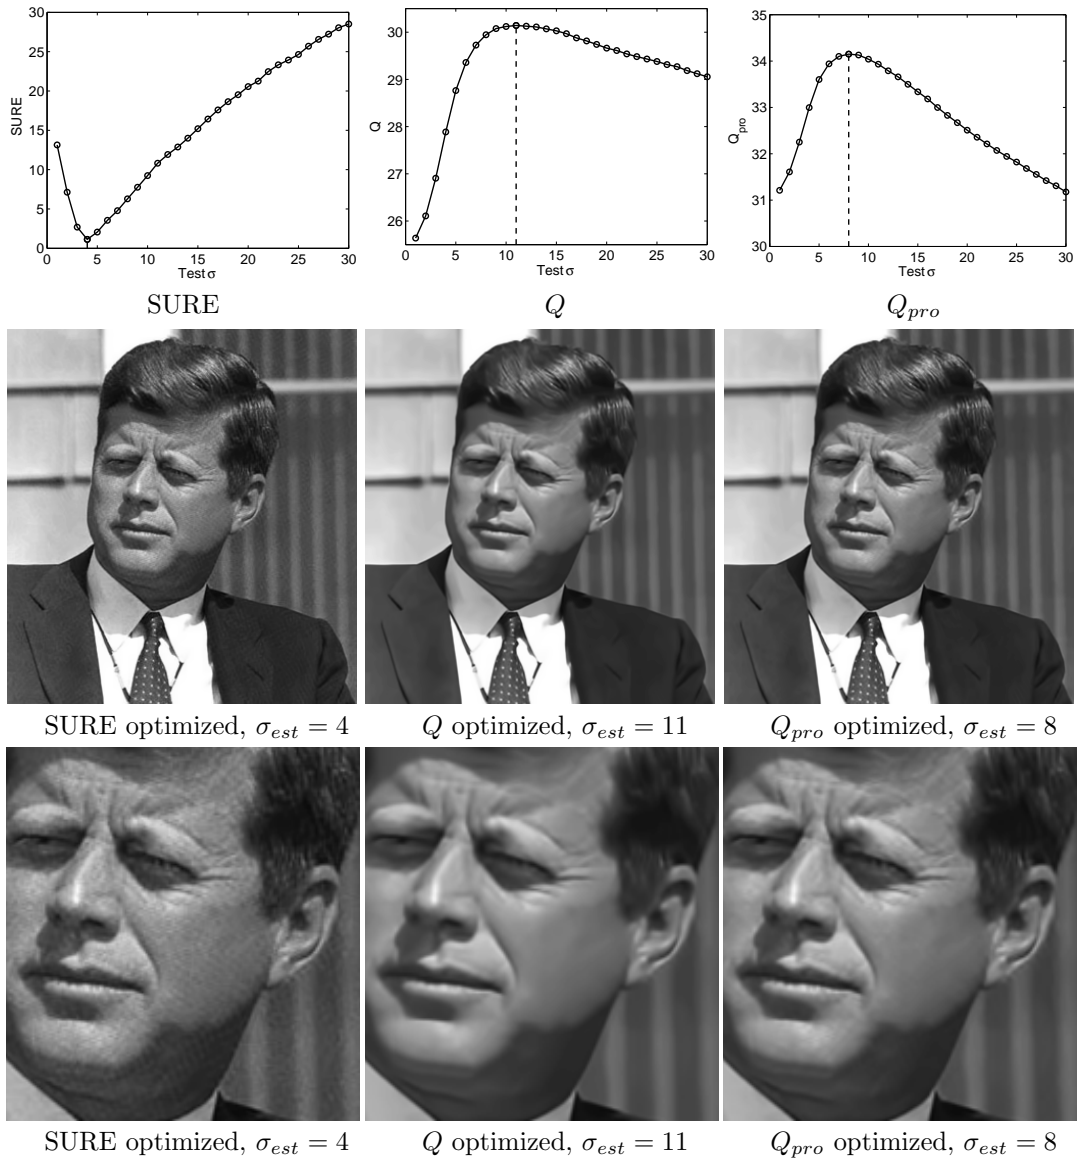 30
25
20
15
10
5
0
SURE
0 5 10 15 20 25 30
Test σ
SURE
30
29
28
27
26
Q
0 5 10 15 20 25 30
Test σ
Q
35
34
33
32
31
30
Q_pro
0 5 10 15 20 25 30
Test σ
Q_pro
SURE optimized, σ_est = 4
Q optimized, σ_est = 11
Q_pro optimized, σ_est = 8
SURE optimized, σ_est = 4
Q optimized, σ_est = 11
Q_pro optimized, σ_est = 8